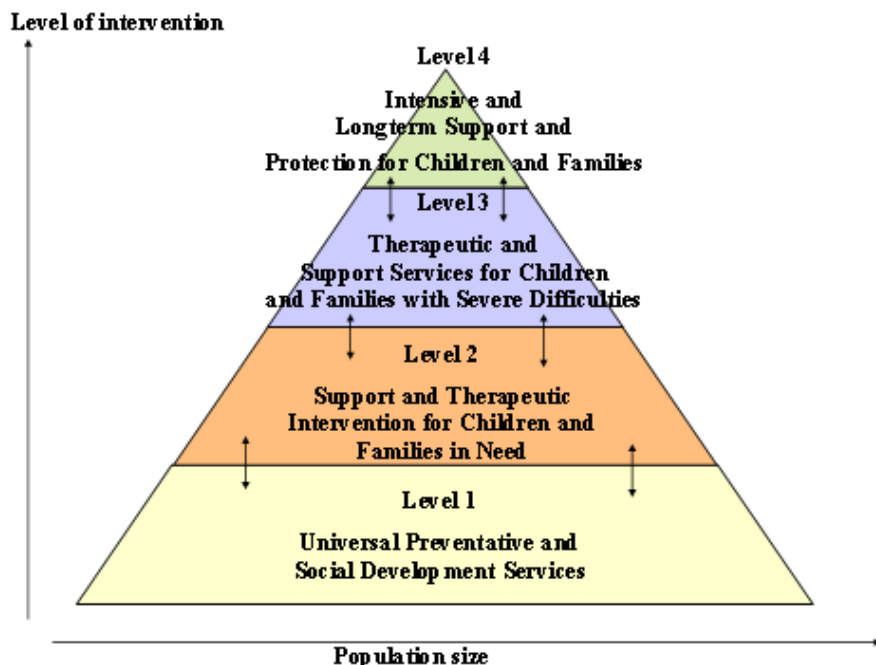 Level of intervention
Level 4
Intensive and
Longterm Support and
Protection for Children and Families
Level 3
Therapeutic and
Support Services for Children
and Families with Severe Difficulties
Level 2
Support and Therapeutic
Intervention for Children and
Families in Need
Level 1
Universal Preventative and
Social Development Services
Population size